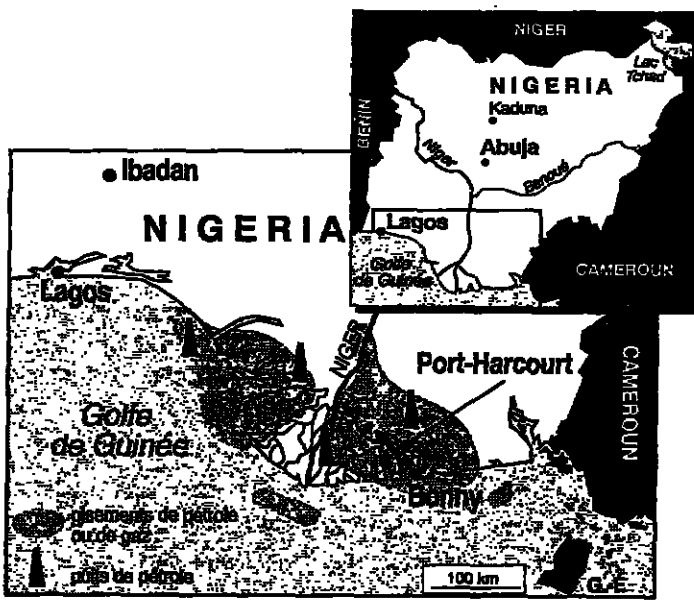 NIGER
Lac
Tchad
NIGERIA
Kaduna
BENIN
Abuja
Niger
Benoué
Lagos
Golfe
de Guinée
CAMEROUN
Ibadan
NIGERIA
Lagos
NIGER
Port-Harcourt
CAMEROUN
Golfe
de Guinée
Bonny
gisements de pétrole
ou de gaz
puits de pétrole
100 km